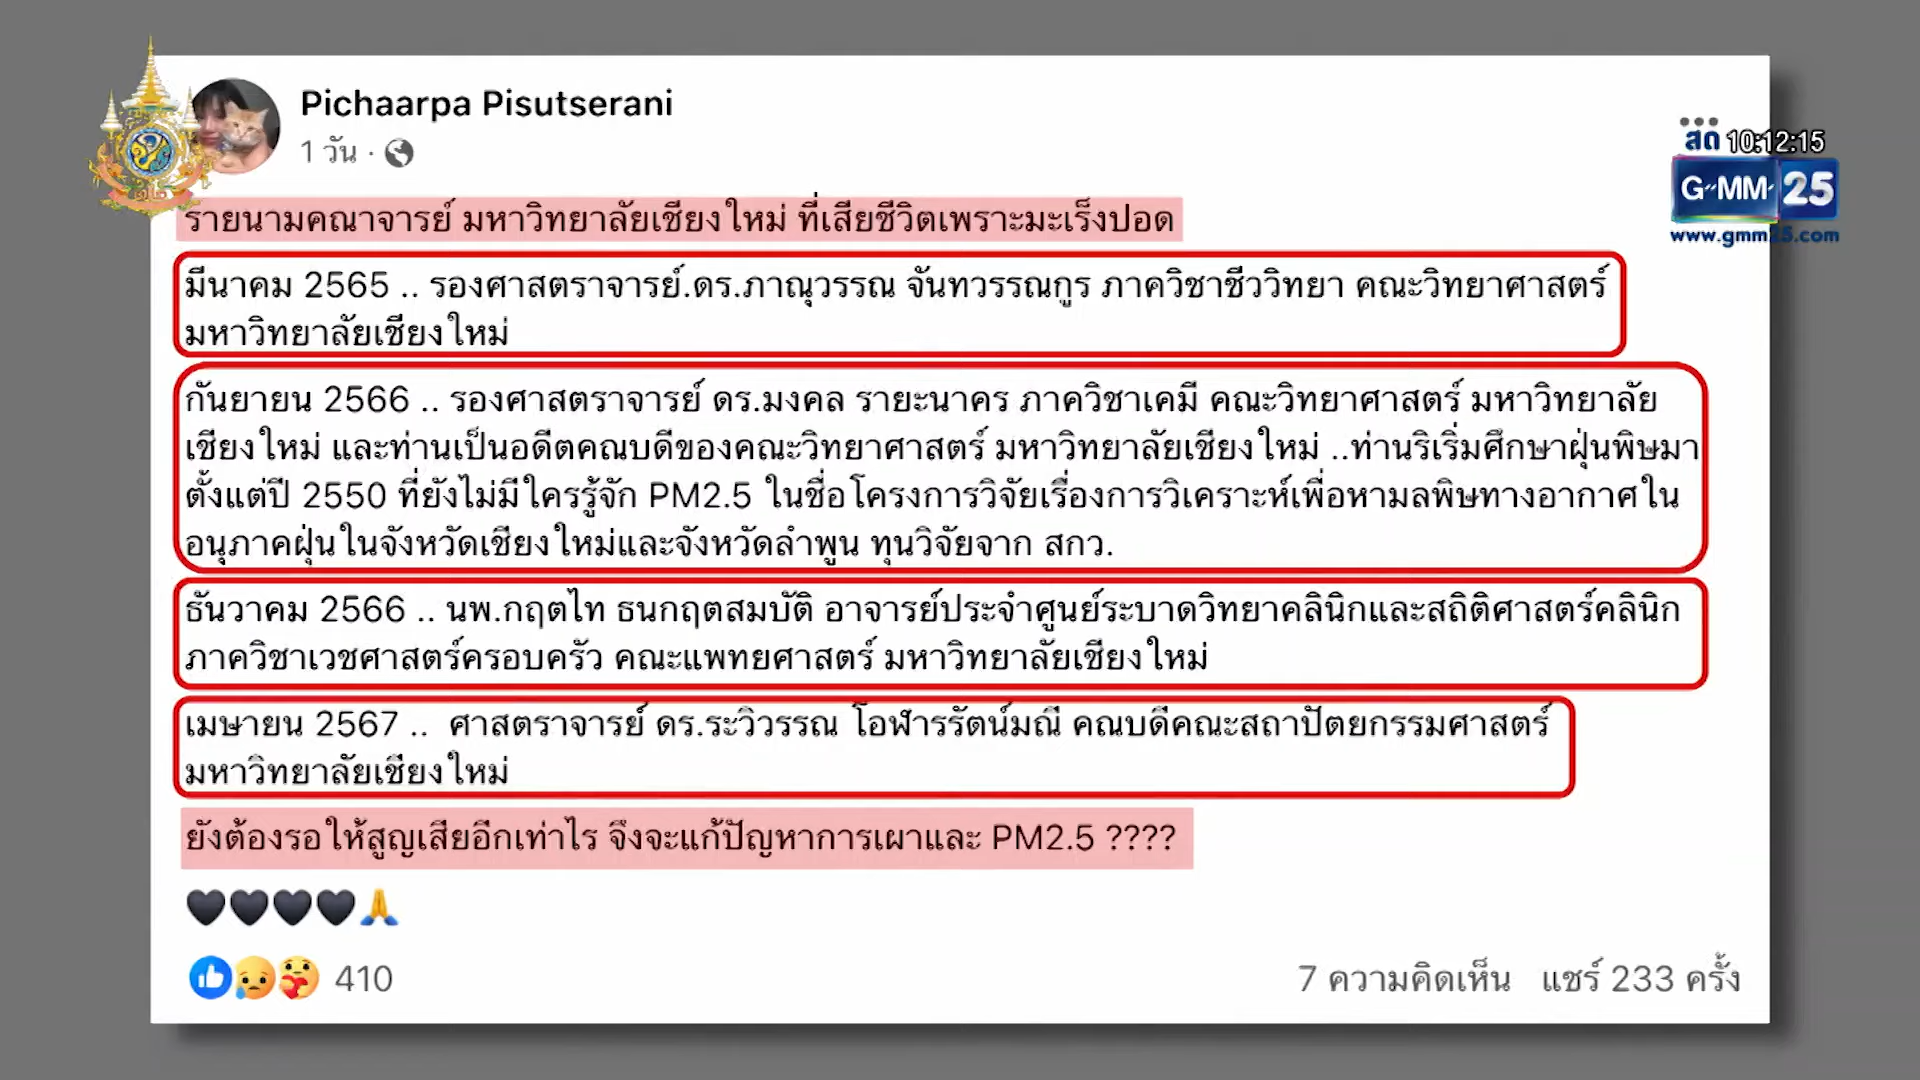 Pichaarpa Pisutserani
1 วัน ·
สด 10:12:15
GMM 25
www.gmm25.com
รายนามคณาจารย์ มหาวิทยาลัยเชียงใหม่ ที่เสียชีวิตเพราะมะเร็งปอด
มีนาคม 2565 .. รองศาสตราจารย์.ดร.ภาณุวรรณ จันทวรรณกูร ภาควิชาชีววิทยา คณะวิทยาศาสตร์
มหาวิทยาลัยเชียงใหม่
กันยายน 2566 .. รองศาสตราจารย์ ดร.มงคล รายะนาคร ภาควิชาเคมี คณะวิทยาศาสตร์ มหาวิทยาลัย
เชียงใหม่ และท่านเป็นอดีตคณบดีของคณะวิทยาศาสตร์ มหาวิทยาลัยเชียงใหม่ ..ท่านริเริ่มศึกษาฝุ่นพิษมา
ตั้งแต่ปี 2550 ที่ยังไม่มีใครรู้จัก PM2.5 ในชื่อโครงการวิจัยเรื่องการวิเคราะห์เพื่อหามลพิษทางอากาศใน
อนุภาคฝุ่นในจังหวัดเชียงใหม่และจังหวัดลำพูน ทุนวิจัยจาก สกว.
ธันวาคม 2566 .. นพ.กฤตไท ธนกฤตสมบัติ อาจารย์ประจำศูนย์ระบาดวิทยาคลินิกและสถิติศาสตร์คลินิก
ภาควิชาเวชศาสตร์ครอบครัว คณะแพทยศาสตร์ มหาวิทยาลัยเชียงใหม่
เมษายน 2567 .. ศาสตราจารย์ ดร.ระวิวรรณ โอฬารรัตน์มณี คณบดีคณะสถาปัตยกรรมศาสตร์
มหาวิทยาลัยเชียงใหม่
ยังต้องรอให้สูญเสียอีกเท่าไร จึงจะแก้ปัญหาการเผาและ PM2.5 ????
🖤🖤🖤🖤🙏
410
7 ความคิดเห็น แชร์ 233 ครั้ง